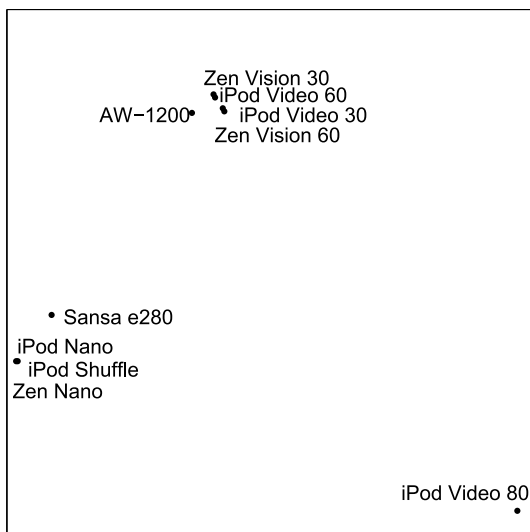 Zen Vision 30
iPod Video 60
AW−1200
iPod Video 30
Zen Vision 60
Sansa e280
iPod Nano
iPod Shuffle
Zen Nano
iPod Video 80